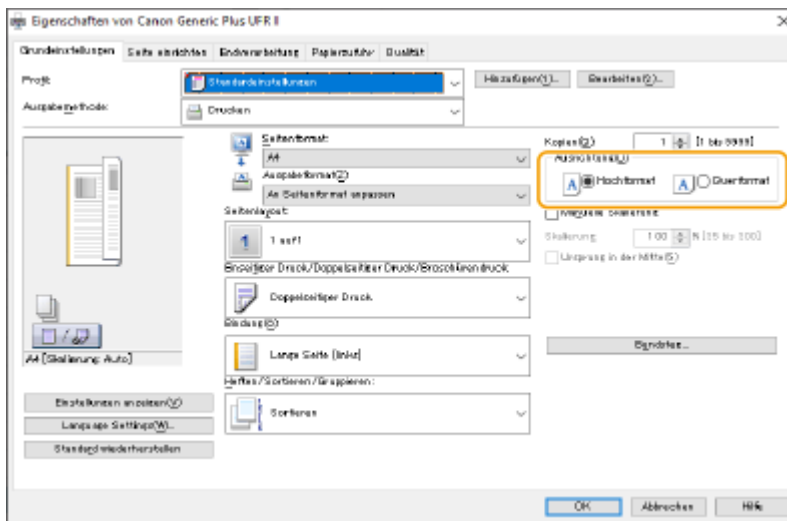 Eigenschaften von Canon Generic Plus UFR II
Grundeinstellungen Seite einrichten Endverarbeitung Papierzufuhr Qualität
Profil: Standardeinstellungen Hinzufügen(1)... Bearbeiten(2)...
Ausgabemethode: Drucken
Seitenformat:
A4
Ausgabeformat(Z)
An Seitenformat anpassen
Kopien(2) 1 [1 bis 9999]
Ausrichtung(J)
A Hochformat A Querformat
Manuelle Skalierung
Skalierung: 100 % [25 bis 200]
Ursprung in der Mitte(5)
Seitenlayout:
1 1 auf 1
Einseitiger Druck/Doppelseitiger Druck/Broschürendruck:
Doppelseitiger Druck
Bindung(G)
Lange Seite [links]
Heften/Sortieren/Gruppieren:
Sortieren
Bundsteg...
A4 [Skalierung: Auto]
Einstellungen anzeigen(V)
Language Settings(W)...
Standard wiederherstellen
OK Abbrechen Hilfe